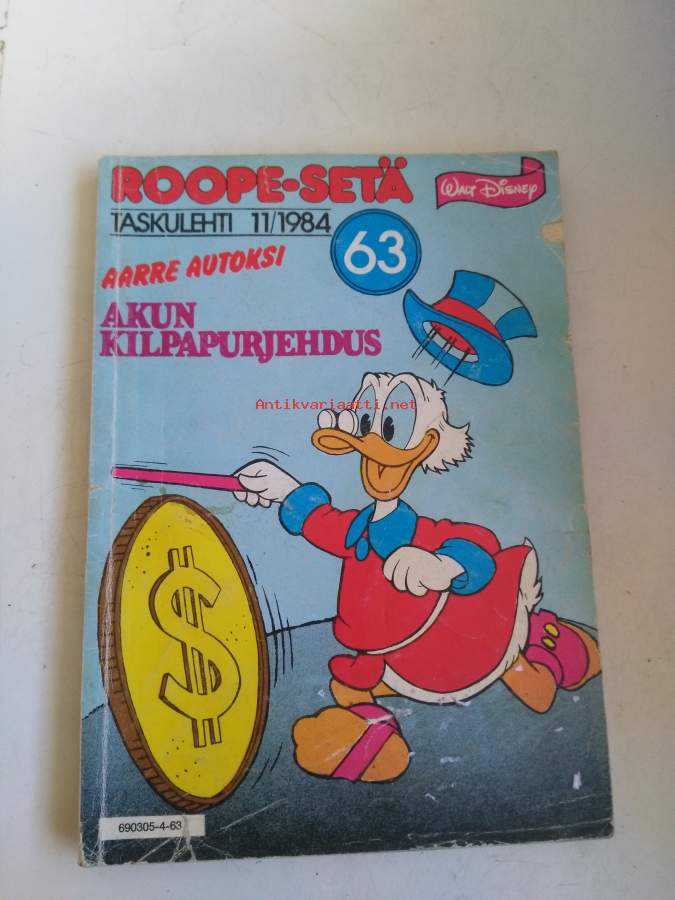 ROOPE-SETÄ
WALT DISNEY
TASKULEHTI 11/1984
63
AARRE AUTOKSI
AKUN
KILPAPURJEHDUS
Antikvariaatti.net
$
690305-4-63